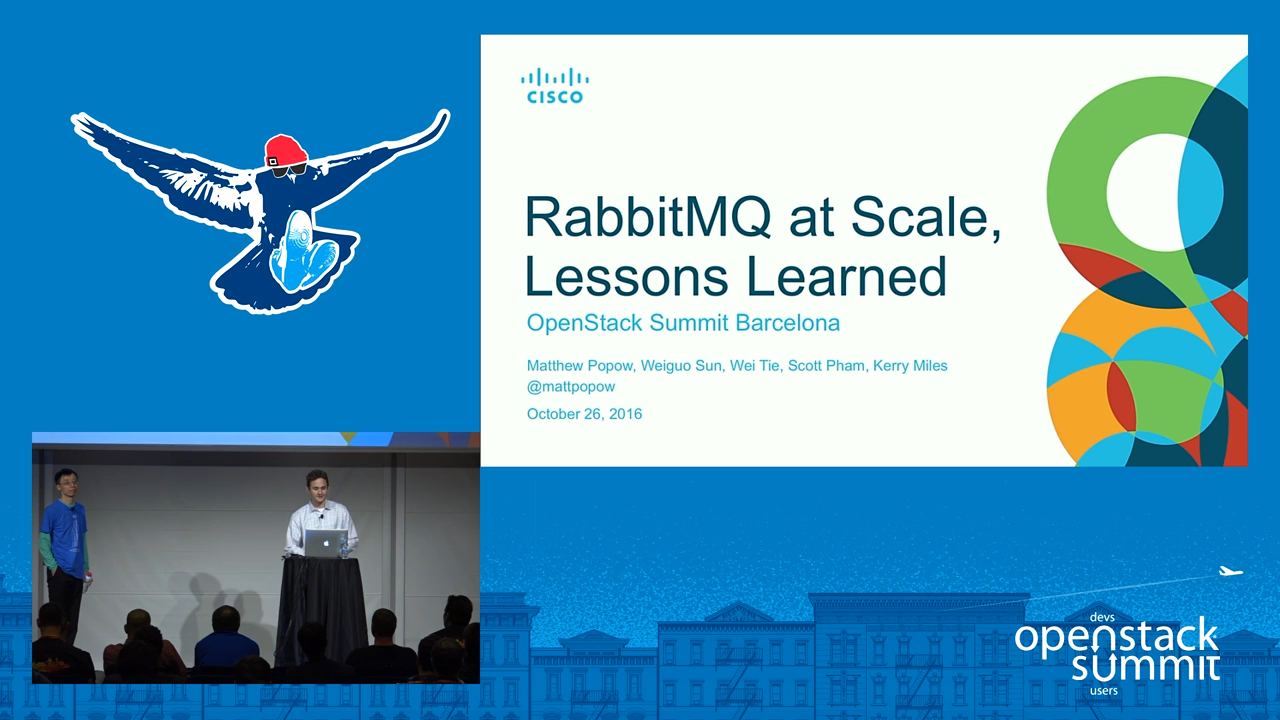 CISCO
RabbitMQ at Scale,
Lessons Learned
OpenStack Summit Barcelona
Matthew Popow, Weiguo Sun, Wei Tie, Scott Pham, Kerry Miles
@mattpopow
October 26, 2016
devs
openstack
summit
users